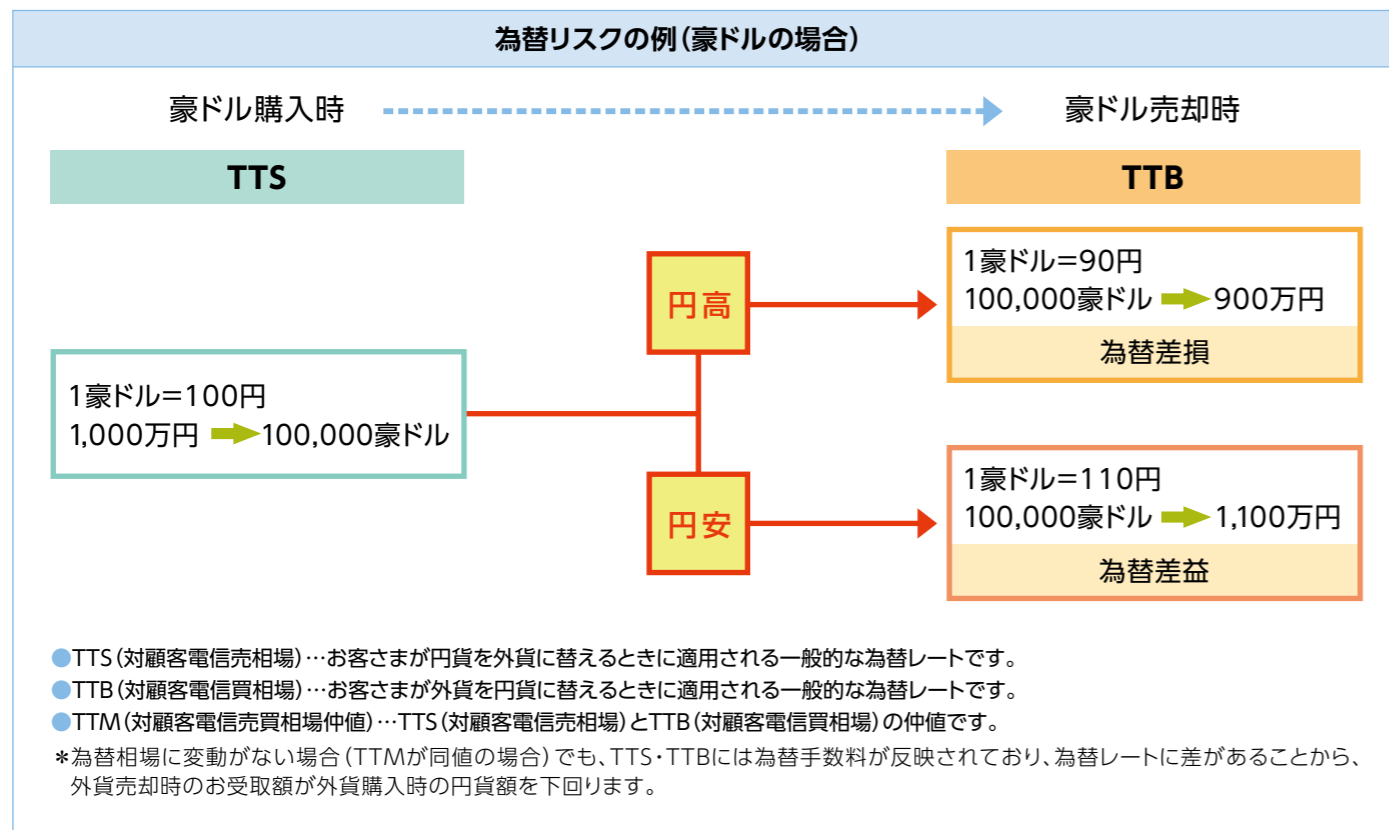 為替リスクの例(豪ドルの場合)
豪ドル購入時
豪ドル売却時
TTS
TTB
1豪ドル=100円
1,000万円 ➡ 100,000豪ドル
円高
円安
1豪ドル=90円
100,000豪ドル ➡ 900万円
為替差損
1豪ドル=110円
100,000豪ドル ➡ 1,100万円
為替差益
●TTS(対顧客電信売相場)…お客さまが円貨を外貨に替えるときに適用される一般的な為替レートです。
●TTB(対顧客電信買相場)…お客さまが外貨を円貨に替えるときに適用される一般的な為替レートです。
●TTM(対顧客電信売買相場仲値)…TTS(対顧客電信売相場)とTTB(対顧客電信買相場)の仲値です。
*為替相場に変動がない場合(TTMが同値の場合)でも、TTS・TTBには為替手数料が反映されており、為替レートに差があることから、
外貨売却時のお受取額が外貨購入時の円貨額を下回ります。